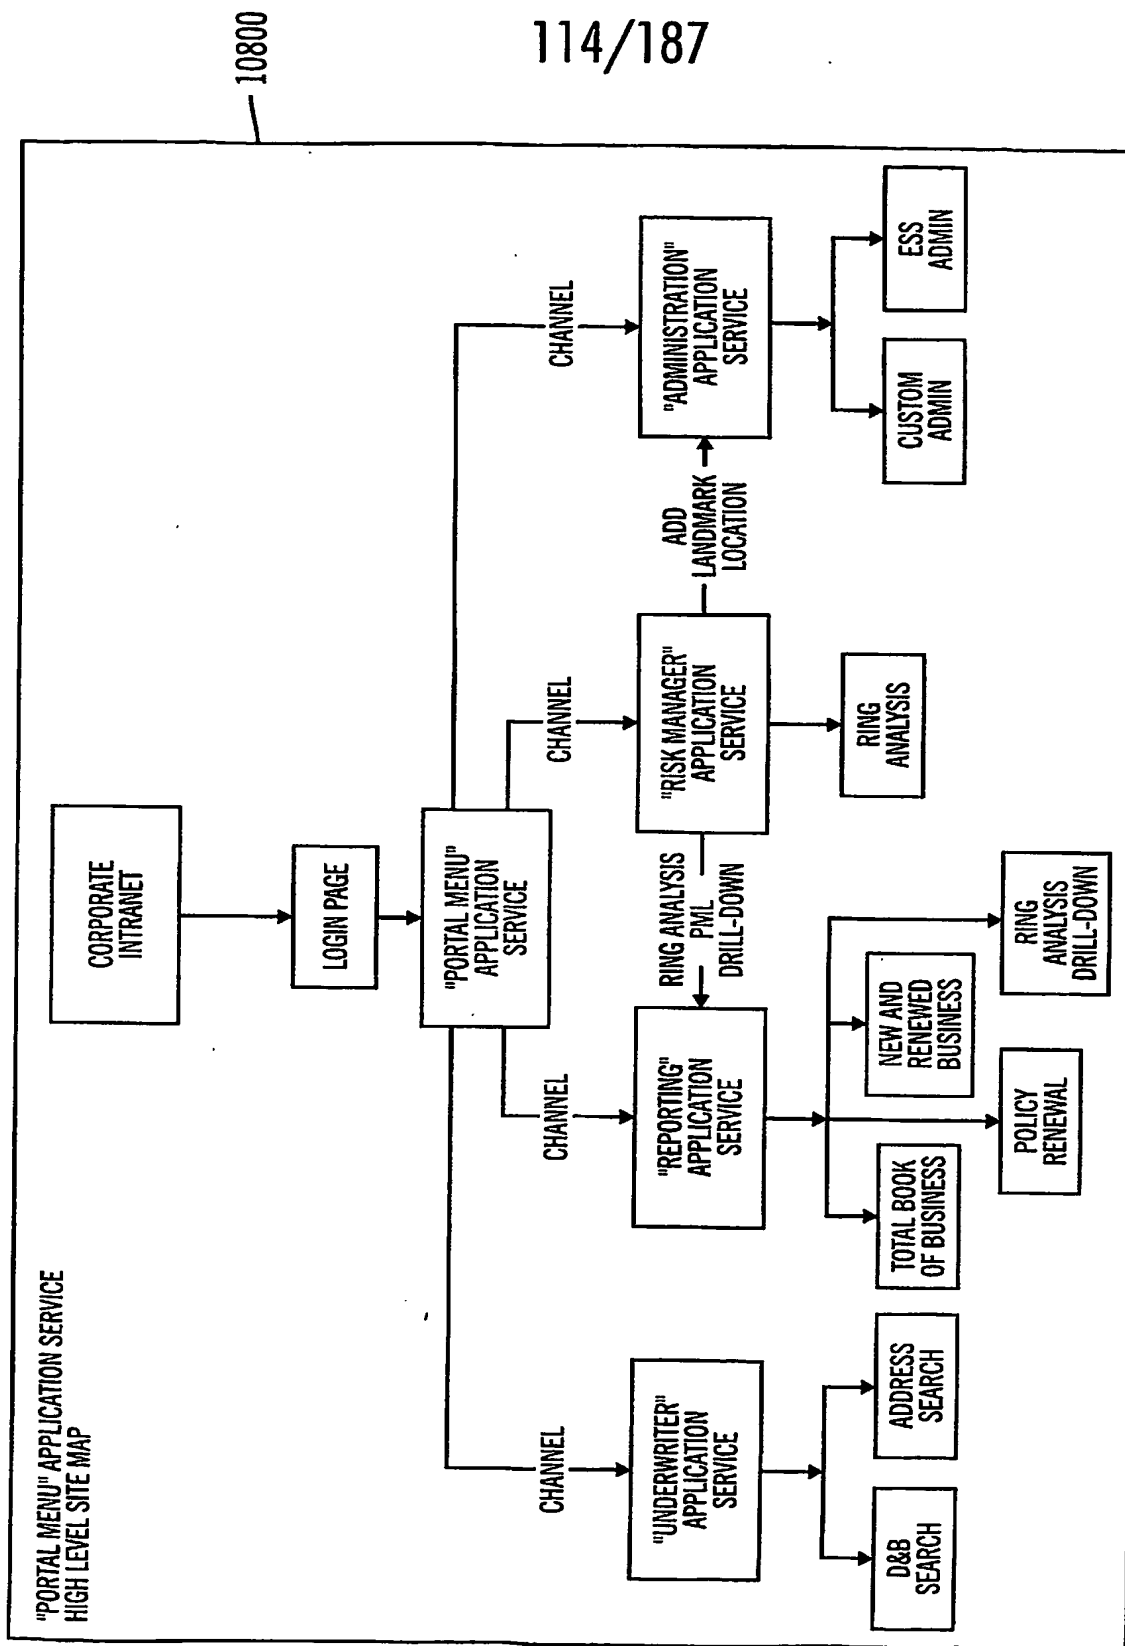 114/187
10800
"PORTAL MENU" APPLICATION SERVICE
HIGH LEVEL SITE MAP
CORPORATE
INTRANET
LOGIN PAGE
"PORTAL MENU"
APPLICATION
SERVICE
CHANNEL
CHANNEL
CHANNEL
CHANNEL
"UNDERWRITER"
APPLICATION
SERVICE
"REPORTING"
APPLICATION
SERVICE
RING ANALYSIS
PML
DRILL-DOWN
"RISK MANAGER"
APPLICATION
SERVICE
ADD
LANDMARK
LOCATION
"ADMINISTRATION"
APPLICATION
SERVICE
D&B
SEARCH
ADDRESS
SEARCH
TOTAL BOOK
OF BUSINESS
NEW AND
RENEWED
BUSINESS
POLICY
RENEWAL
RING
ANALYSIS
DRILL-DOWN
RING
ANALYSIS
CUSTOM
ADMIN
ESS
ADMIN